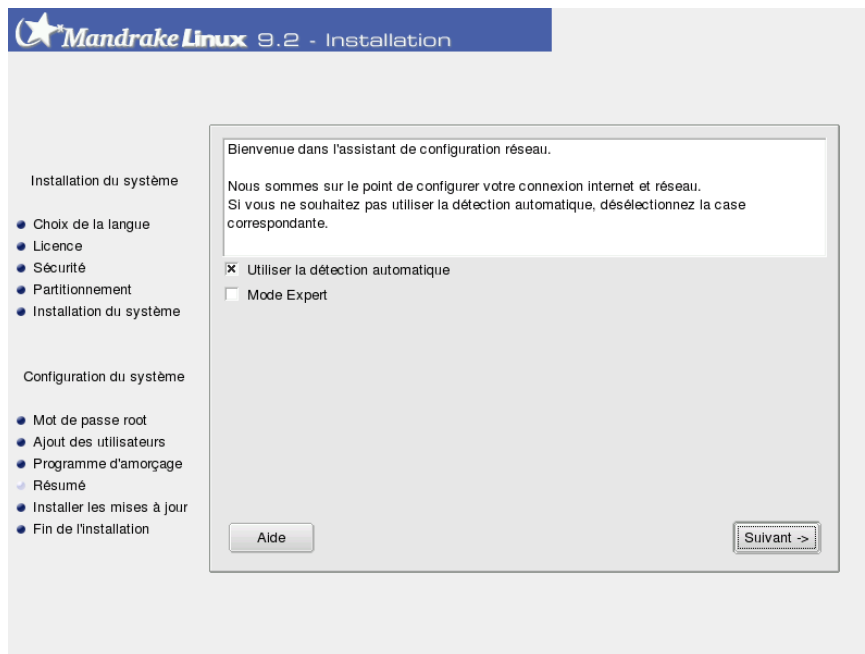 Mandrake Linux 9.2 - Installation
Installation du système
Choix de la langue
Licence
Sécurité
Partitionnement
Installation du système
Configuration du système
Mot de passe root
Ajout des utilisateurs
Programme d'amorçage
Résumé
Installer les mises à jour
Fin de l'installation
Bienvenue dans l'assistant de configuration réseau.
Nous sommes sur le point de configurer votre connexion internet et réseau.
Si vous ne souhaitez pas utiliser la détection automatique, désélectionnez la case
correspondante.
Utiliser la détection automatique
Mode Expert
Aide
Suivant ->